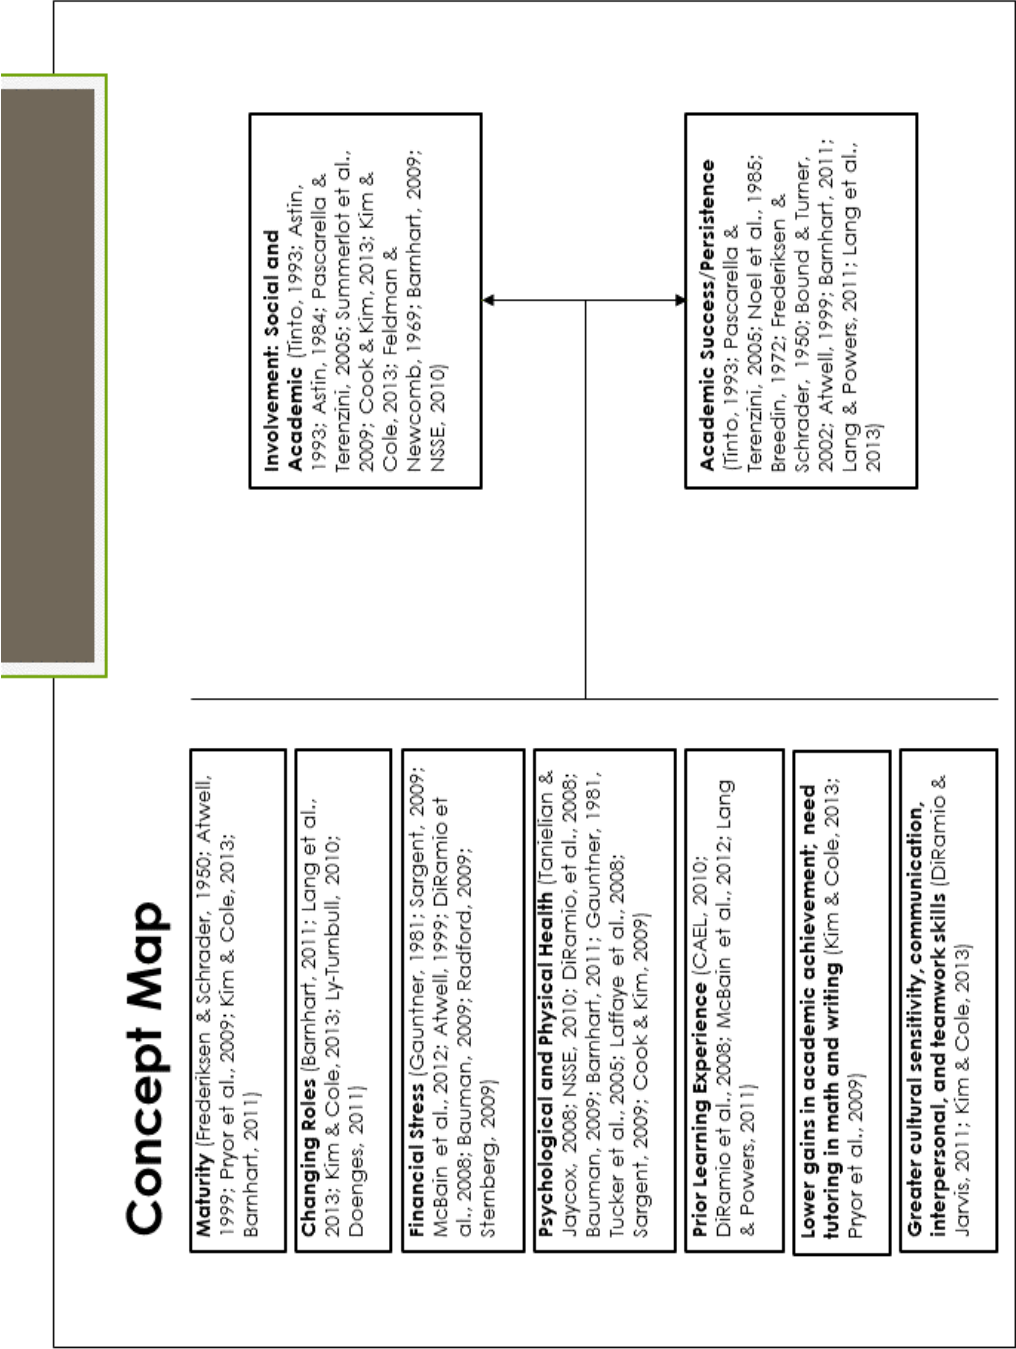 Concept Map
Maturity (Frederiksen & Schrader, 1950; Atwell,
1999; Pryor et al., 2009; Kim & Cole, 2013;
Barnhart, 2011)
Changing Roles (Barnhart, 2011; Lang et al.,
2013; Kim & Cole, 2013; Ly-Turnbull, 2010;
Doenges, 2011)
Financial Stress (Gauntner, 1981; Sargent, 2009;
McBain et al., 2012; Atwell, 1999; DiRamio et
al., 2008; Bauman, 2009; Radford, 2009;
Sternberg, 2009)
Psychological and Physical Health (Tanielian &
Jaycox, 2008; NSSE, 2010; DiRamio, et al., 2008;
Bauman, 2009; Barnhart, 2011; Gauntner, 1981,
Tucker et al., 2005; Laffaye et al., 2008;
Sargent, 2009; Cook & Kim, 2009)
Prior Learning Experience (CAEL, 2010;
DiRamio et al., 2008; McBain et al., 2012; Lang
& Powers, 2011)
Lower gains in academic achievement; need
tutoring in math and writing (Kim & Cole, 2013;
Pryor et al., 2009)
Greater cultural sensitivity, communication,
interpersonal, and teamwork skills (DiRamio &
Jarvis, 2011; Kim & Cole, 2013)
Involvement: Social and
Academic (Tinto, 1993; Astin,
1993; Astin, 1984; Pascarella &
Terenzini, 2005; Summerlot et al.,
2009; Cook & Kim, 2013; Kim &
Cole, 2013; Feldman &
Newcomb, 1969; Barnhart, 2009;
NSSE, 2010)
Academic Success/Persistence
(Tinto, 1993; Pascarella &
Terenzini, 2005; Noel et al., 1985;
Breedin, 1972; Frederiksen &
Schrader, 1950; Bound & Turner,
2002; Atwell, 1999; Barnhart, 2011;
Lang & Powers, 2011; Lang et al.,
2013)